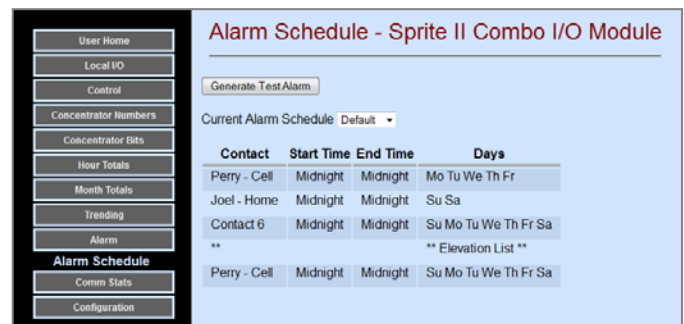 Alarm Schedule - Sprite II Combo I/O Module
User Home
Local I/O
Control
Concentrator Numbers
Concentrator Bits
Hour Totals
Month Totals
Trending
Alarm
Alarm Schedule
Comm Stats
Configuration
Generate Test Alarm
Current Alarm Schedule Default
Contact Start Time End Time Days
Perry - Cell Midnight Midnight Mo Tu We Th Fr
Joel - Home Midnight Midnight Su Sa
Contact 6 Midnight Midnight Su Mo Tu We Th Fr Sa
** ** Elevation List **
Perry - Cell Midnight Midnight Su Mo Tu We Th Fr Sa